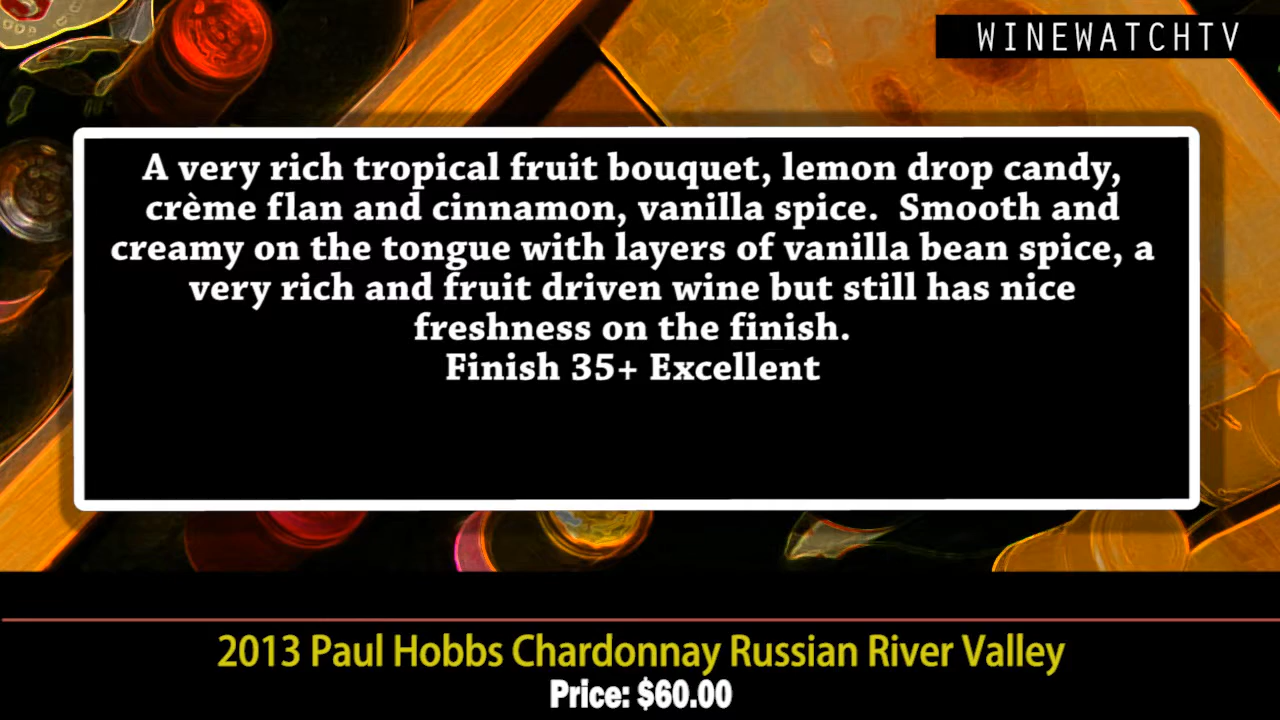 WINEWATCHTV
A very rich tropical fruit bouquet, lemon drop candy,
crème flan and cinnamon, vanilla spice.  Smooth and
creamy on the tongue with layers of vanilla bean spice, a
very rich and fruit driven wine but still has nice
freshness on the finish.
Finish 35+ Excellent
2013 Paul Hobbs Chardonnay Russian River Valley
Price: $60.00